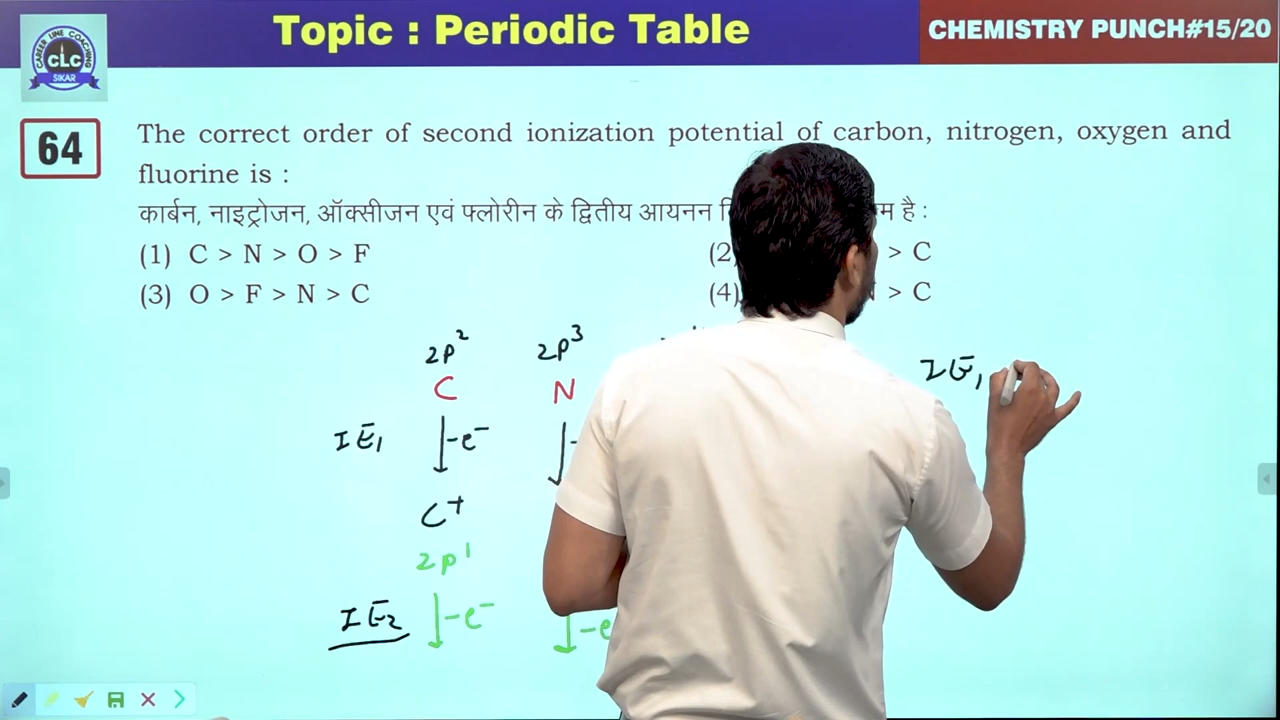 CAREER LINE COACHING
CLC
SIKAR
Topic : Periodic Table
CHEMISTRY PUNCH#15/20
64
The correct order of second ionization potential of carbon, nitrogen, oxygen and
fluorine is :
कार्बन, नाइट्रोजन, ऑक्सीजन एवं फ्लोरीन के द्वितीय आयनन है :
(1) C > N > O > F
(2) > C
(3) O > F > N > C
(4) > C
2p² 2p³
C N
IE₁ -e⁻ IE₁
C⁺
2p¹
IE₂ -e⁻ -e